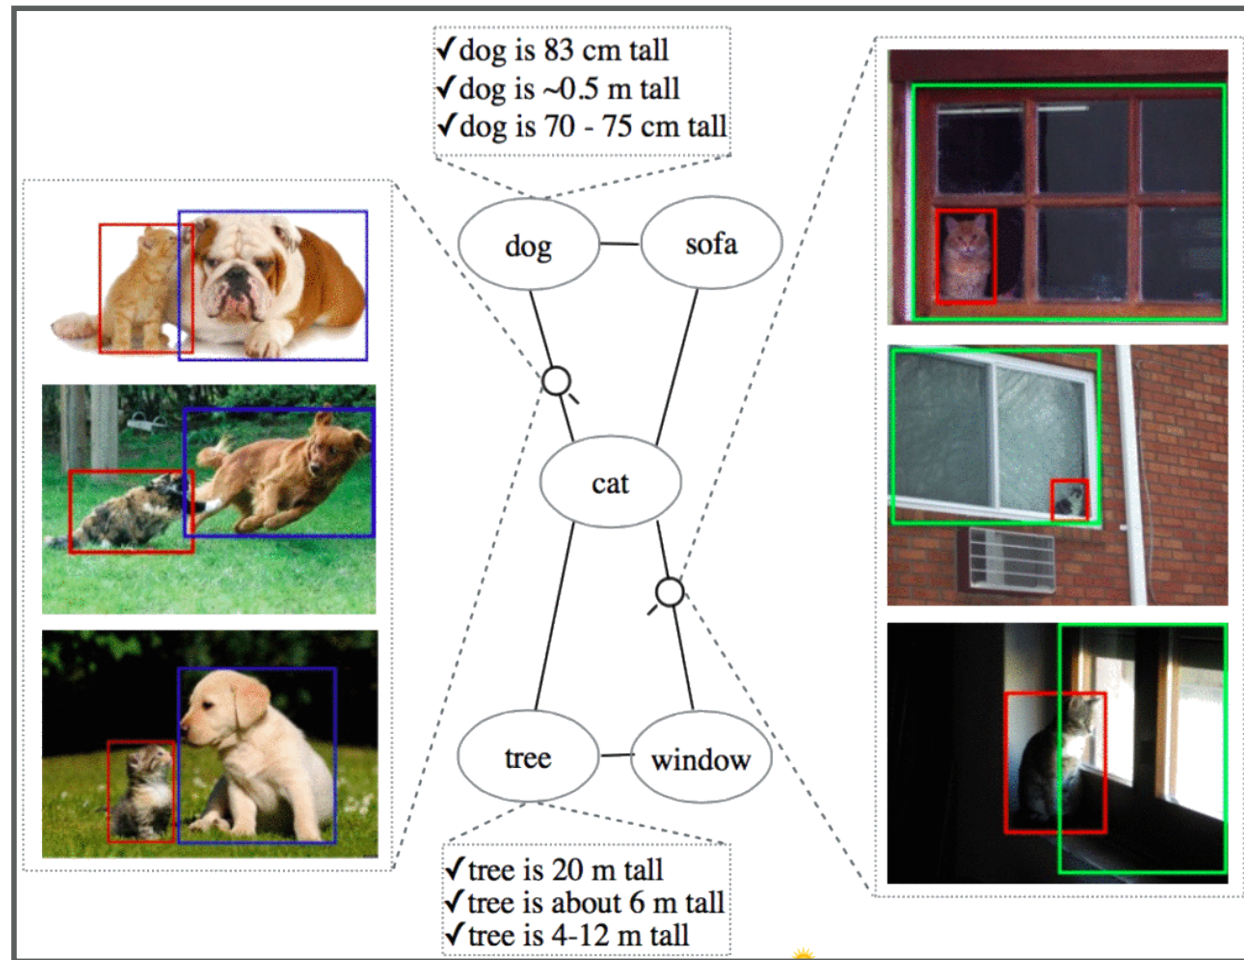 ✓dog is 83 cm tall
✓dog is ~0.5 m tall
✓dog is 70 - 75 cm tall
dog
sofa
cat
tree
window
✓tree is 20 m tall
✓tree is about 6 m tall
✓tree is 4-12 m tall